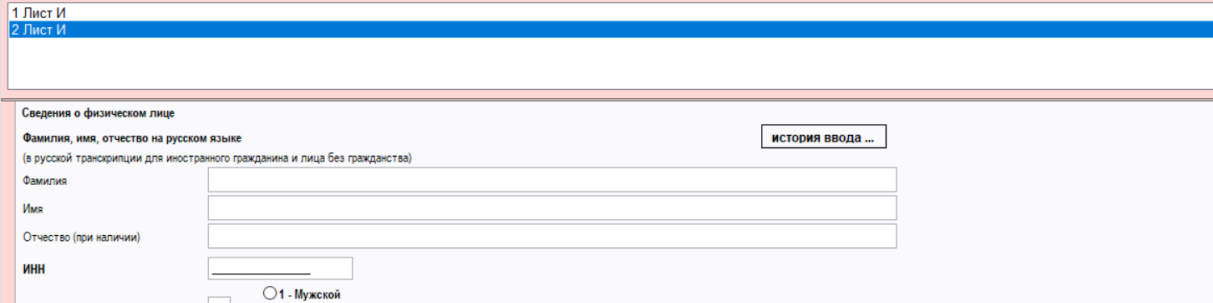 1 Лист И
2 Лист И
Сведения о физическом лице
Фамилия, имя, отчество на русском языке
история ввода ...
(в русской транскрипции для иностранного гражданина и лица без гражданства)
Фамилия
Имя
Отчество (при наличии)
ИНН
1 - Мужской